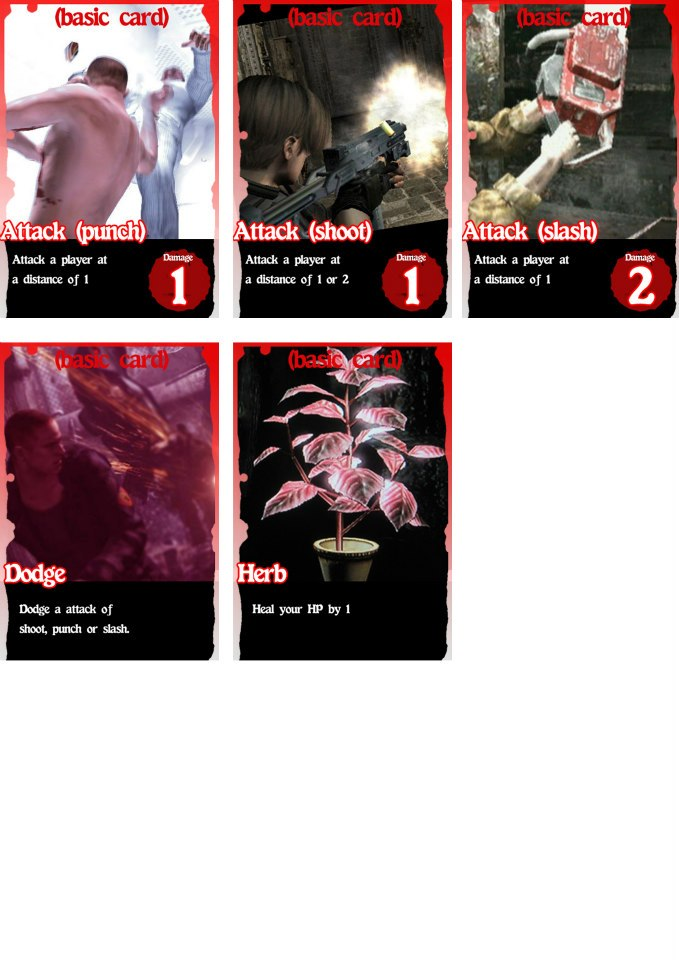 (basic card)
Attack (punch)
Attack a player at
a distance of 1
Damage
1
(basic card)
Attack (shoot)
Attack a player at
a distance of 1 or 2
Damage
1
(basic card)
Attack (slash)
Attack a player at
a distance of 1
Damage
2
(basic card)
Dodge
Dodge a attack of
shoot, punch or slash.
(basic card)
Herb
Heal your HP by 1